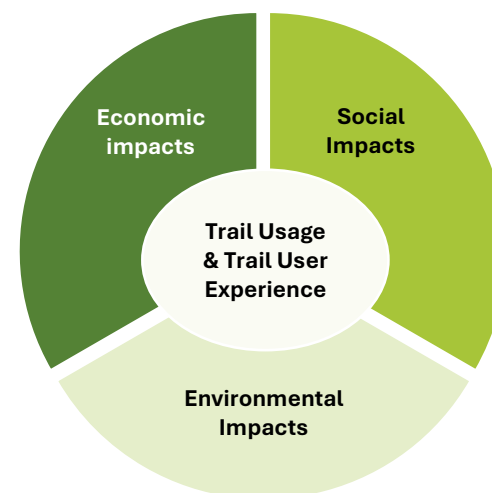 Economic
impacts
Social
Impacts
Trail Usage
& Trail User
Experience
Environmental
Impacts